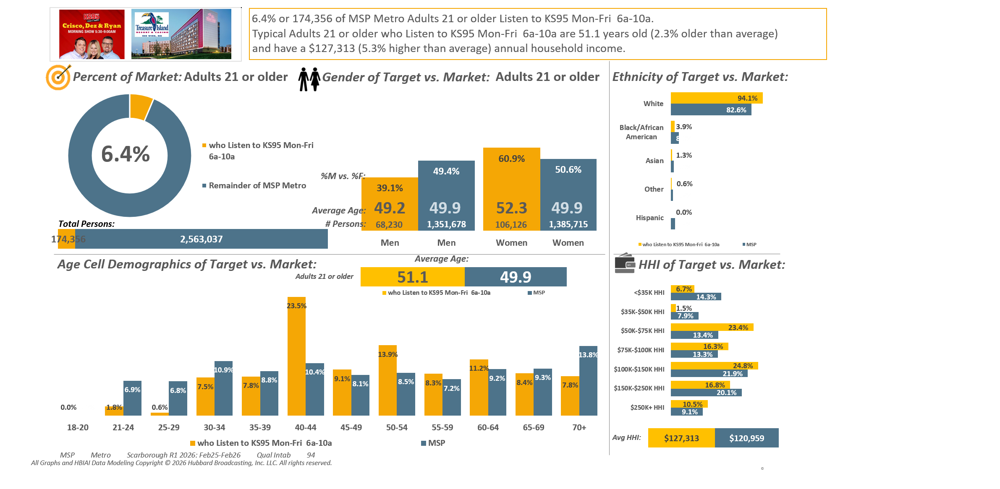 KS95
TODAY'S VARIETY
Crisco, Dez & Ryan
MORNING SHOW 5:30-9:00AM
Treasure Island
RESORT & CASINO
RED WING, MN
6.4% or 174,356 of MSP Metro Adults 21 or older Listen to KS95 Mon-Fri 6a-10a.
Typical Adults 21 or older who Listen to KS95 Mon-Fri 6a-10a are 51.1 years old (2.3% older than average)
and have a $127,313 (5.3% higher than average) annual household income.
Percent of Market: Adults 21 or older
6.4%
who Listen to KS95 Mon-Fri
6a-10a
Remainder of MSP Metro
Total Persons:
174,356 2,563,037
Gender of Target vs. Market: Adults 21 or older
%M vs. %F:
39.1% 49.4% 60.9% 50.6%
Average Age: 49.2 49.9 52.3 49.9
# Persons: 68,230 1,351,678 106,126 1,385,715
Men Men Women Women
Ethnicity of Target vs. Market:
White 94.1%
82.6%
Black/African
American
3.9%
8
Asian 1.3%
Other 0.6%
Hispanic 0.0%
who Listen to KS95 Mon-Fri 6a-10a MSP
Age Cell Demographics of Target vs. Market:
Average Age:
Adults 21 or older 51.1 49.9
who Listen to KS95 Mon-Fri 6a-10a MSP
0.0%
1.8% 6.9%
0.6% 6.8%
7.5% 10.9%
7.8% 8.8%
23.5% 10.4%
9.1% 8.1%
13.9% 8.5%
8.3% 7.2%
11.2% 9.2%
8.4% 9.3%
7.8% 13.8%
18-20 21-24 25-29 30-34 35-39 40-44 45-49 50-54 55-59 60-64 65-69 70+
who Listen to KS95 Mon-Fri 6a-10a MSP
HHI of Target vs. Market:
<$35K HHI 6.7%
14.3%
$35K-$50K HHI 1.5%
7.9%
$50K-$75K HHI 23.4%
13.4%
$75K-$100K HHI 16.3%
13.3%
$100K-$150K HHI 24.8%
21.9%
$150K-$250K HHI 16.8%
20.1%
$250K+ HHI 10.5%
9.1%
Avg HHI: $127,313 $120,959
MSP Metro Scarborough R1 2026: Feb25-Feb26 Qual Intab 94
All Graphs and HBIAI Data Modeling Copyright © 2026 Hubbard Broadcasting, Inc. LLC. All rights reserved.
©